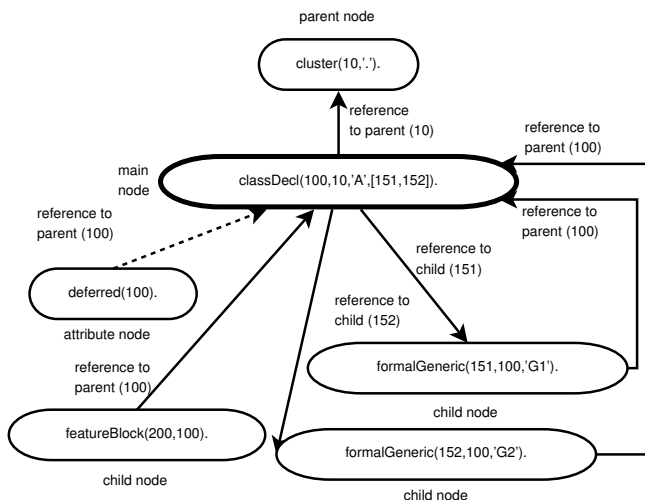 parent node
cluster(10,'.').
reference
to parent (10)
reference to
parent (100)
main
node
classDecl(100,10,'A',[151,152]).
reference to
parent (100)
reference to
parent (100)
reference to
child (151)
deferred(100).
reference to
child (152)
attribute node
reference to
parent (100)
formalGeneric(151,100,'G1').
child node
featureBlock(200,100).
formalGeneric(152,100,'G2').
child node
child node